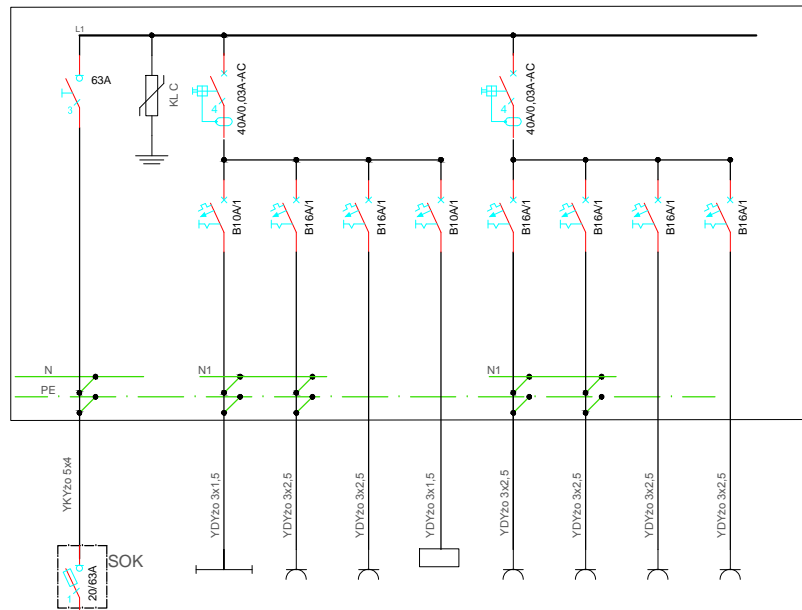 L1
63A
3
KL C
4
40A/0,03A-AC
4
40A/0,03A-AC
B10A/1
B16A/1
B16A/1
B10A/1
B16A/1
B16A/1
B16A/1
B16A/1
N
N1
N1
PE
YKYżo 5x4
YDYżo 3x1,5
YDYżo 3x2,5
YDYżo 3x2,5
YDYżo 3x1,5
YDYżo 3x2,5
YDYżo 3x2,5
YDYżo 3x2,5
YDYżo 3x2,5
SOK
20/63A
1